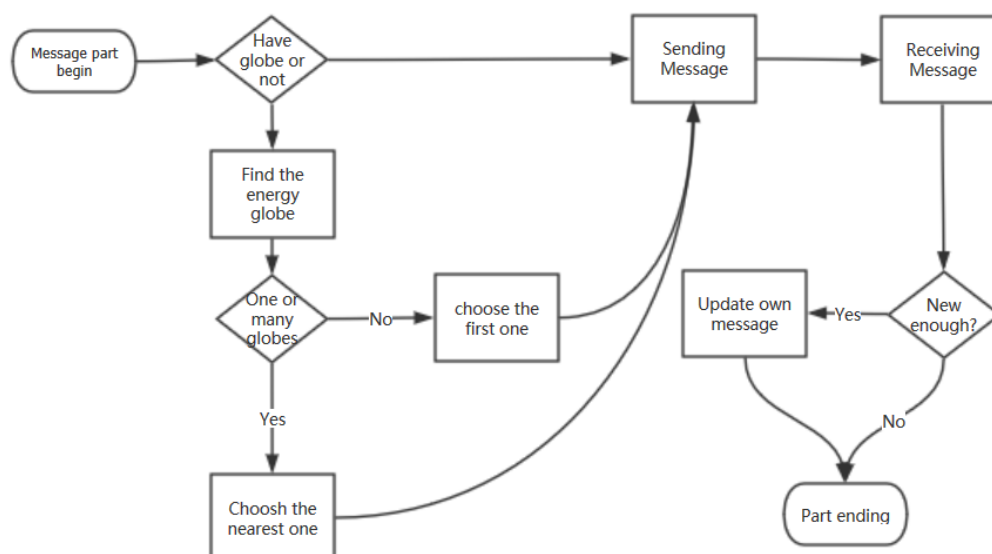 Message part
begin
Have
globe or
not
Sending
Message
Receiving
Message
Find the
energy
globe
One or
many
globes
No
choose the
first one
Update own
message
Yes
New
enough?
Yes
No
Choosh the
nearest one
Part ending